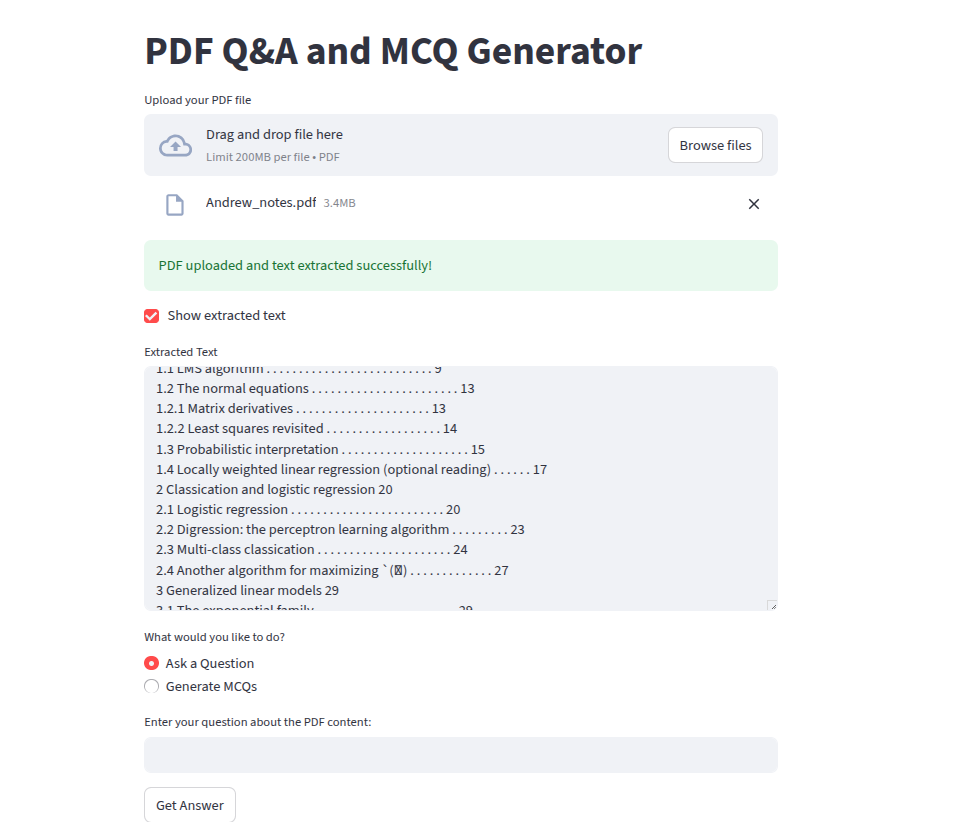 PDF Q&A and MCQ Generator
Upload your PDF file
Drag and drop file here
Limit 200MB per file • PDF
Browse files
Andrew_notes.pdf 3.4MB
PDF uploaded and text extracted successfully!
Show extracted text
Extracted Text
1.1 LMS algorithm . . . . . . . . . . . . . . . . . . . . . . . . . . 9
1.2 The normal equations . . . . . . . . . . . . . . . . . . . . . . . 13
1.2.1 Matrix derivatives . . . . . . . . . . . . . . . . . . . . . 13
1.2.2 Least squares revisited . . . . . . . . . . . . . . . . . . 14
1.3 Probabilistic interpretation . . . . . . . . . . . . . . . . . . . . 15
1.4 Locally weighted linear regression (optional reading) . . . . . . 17
2 Classication and logistic regression 20
2.1 Logistic regression . . . . . . . . . . . . . . . . . . . . . . . . 20
2.2 Digression: the perceptron learning algorithm . . . . . . . . . 23
2.3 Multi-class classication . . . . . . . . . . . . . . . . . . . . . 24
2.4 Another algorithm for maximizing `() . . . . . . . . . . . . . 27
3 Generalized linear models 29
3.1 The exponential family . . . . . . . . . . . . . . . . . . . . . . 29
What would you like to do?
Ask a Question
Generate MCQs
Enter your question about the PDF content:
Get Answer